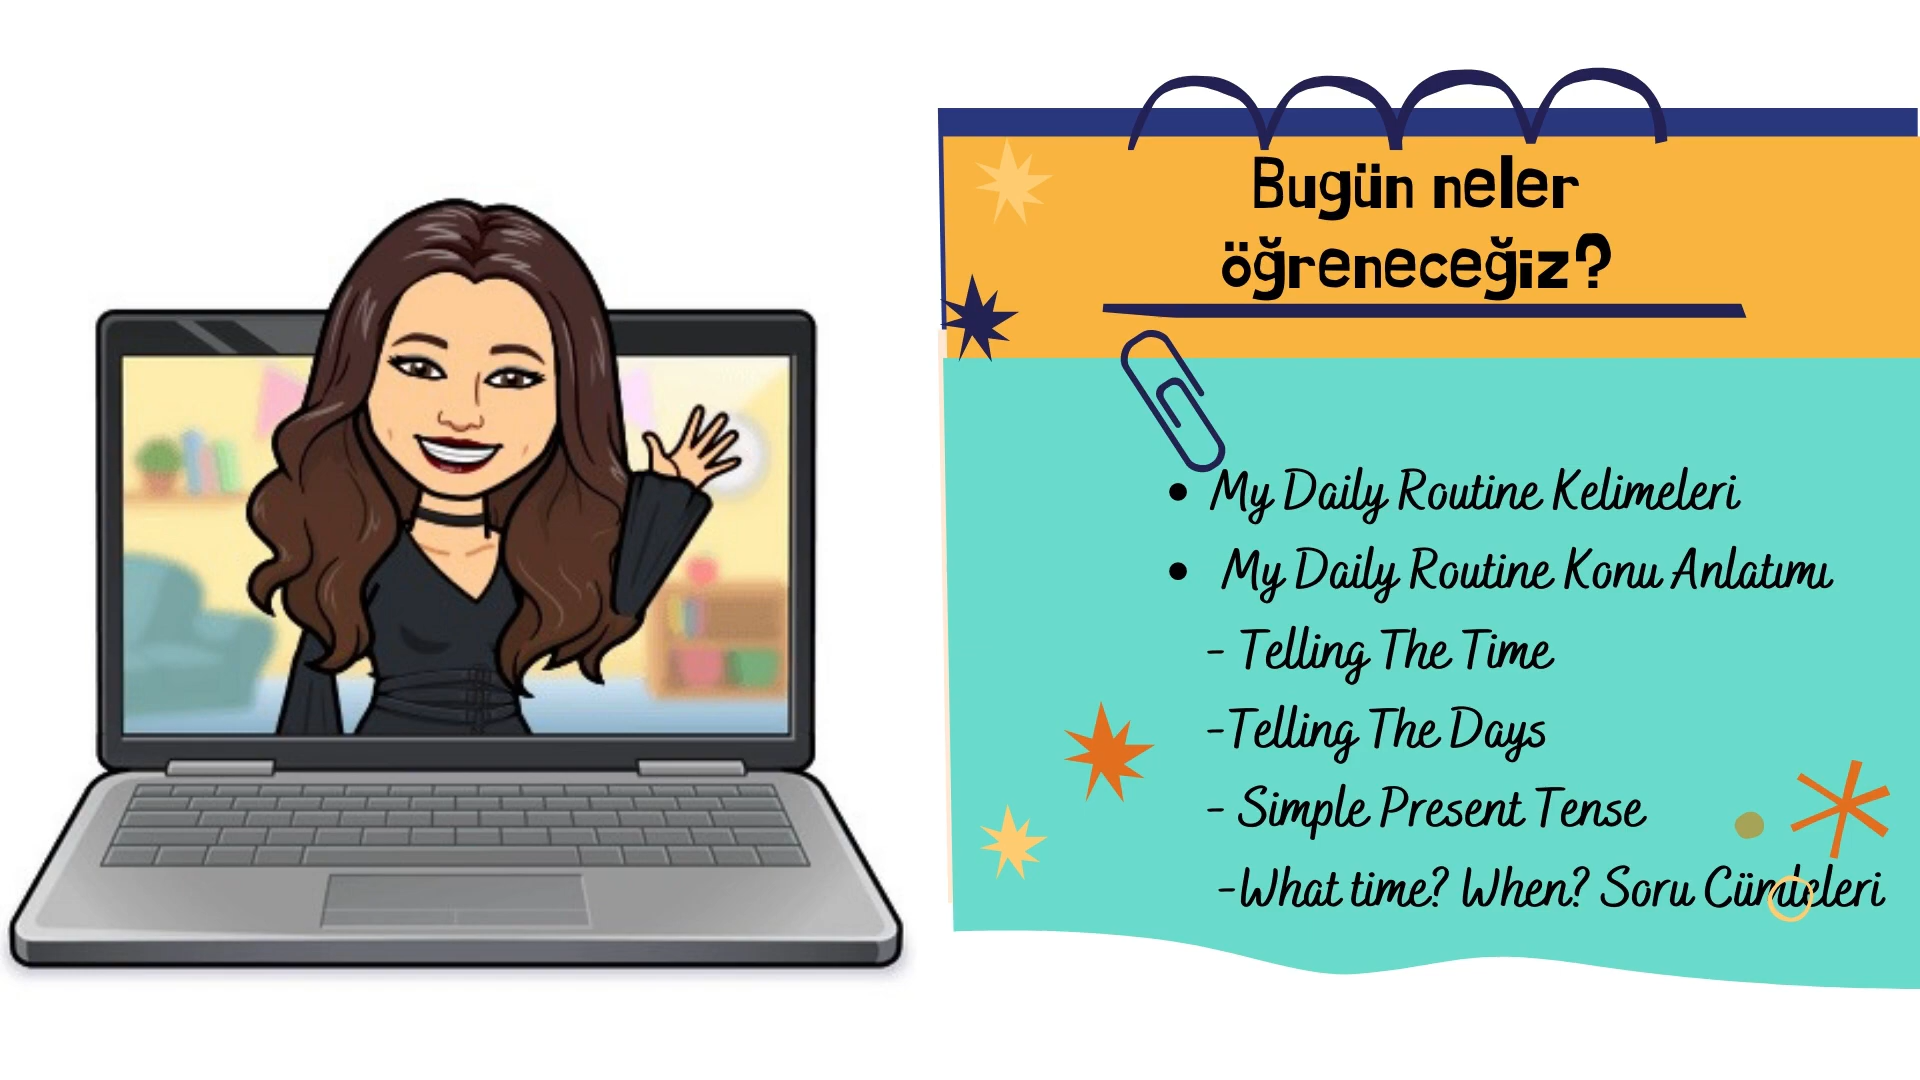 Bugün neler
öğreneceğiz?
• My Daily Routine Kelimeleri
• My Daily Routine Konu Anlatımı
- Telling The Time
-Telling The Days
- Simple Present Tense
-What time? When? Soru Cümleleri